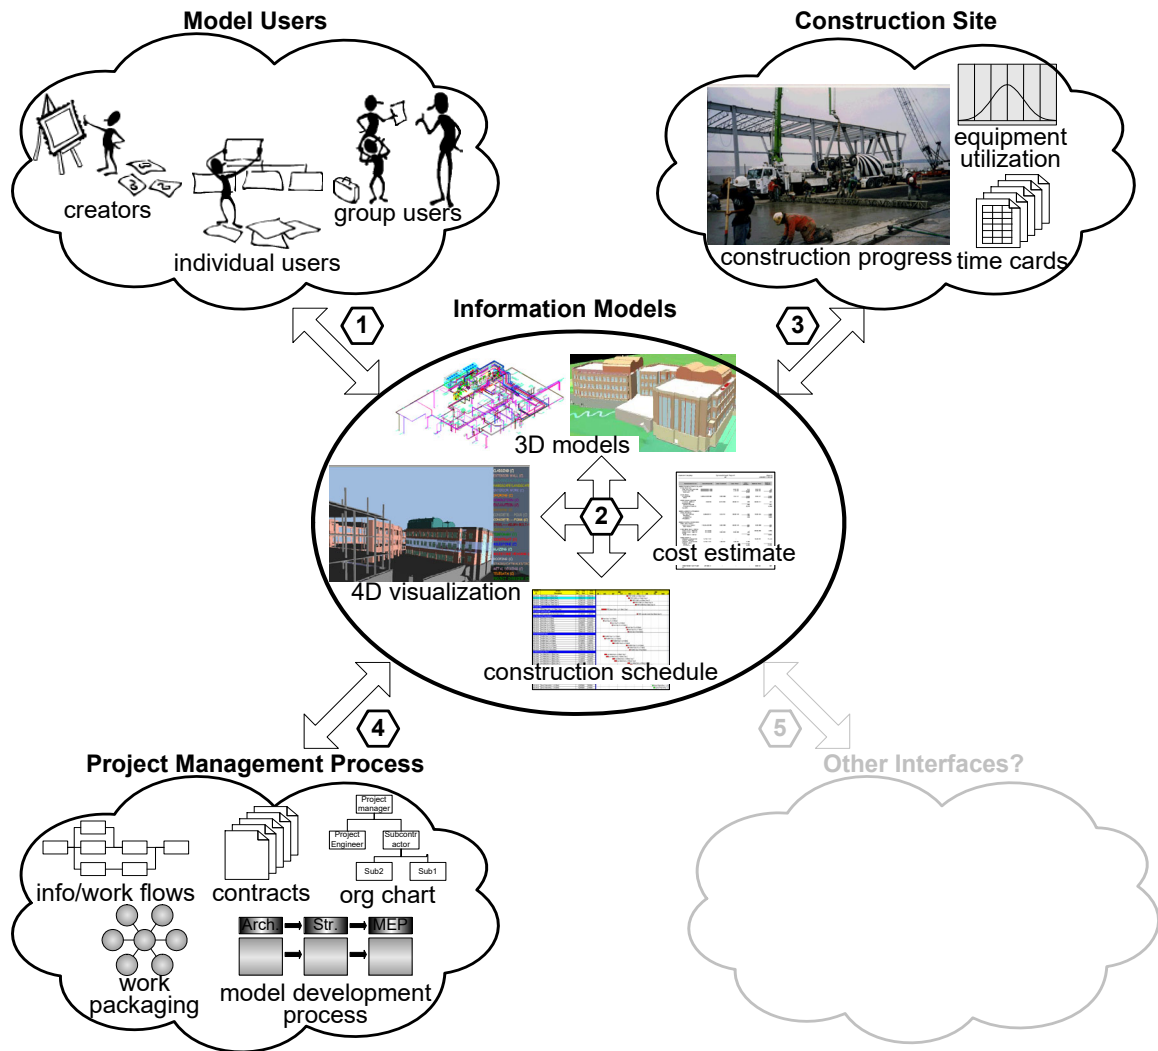 Model Users
Construction Site
creators
individual users
group users
equipment
utilization
construction progress
time cards
1
3
Information Models
3D models
2
4D visualization
cost estimate
construction schedule
4
5
Project Management Process
Other Interfaces?
Project
manager
Project
Engineer
Subcontr
actor
Sub2
Sub1
info/work flows
contracts
org chart
Arch.
Str.
MEP
work
packaging
model development
process